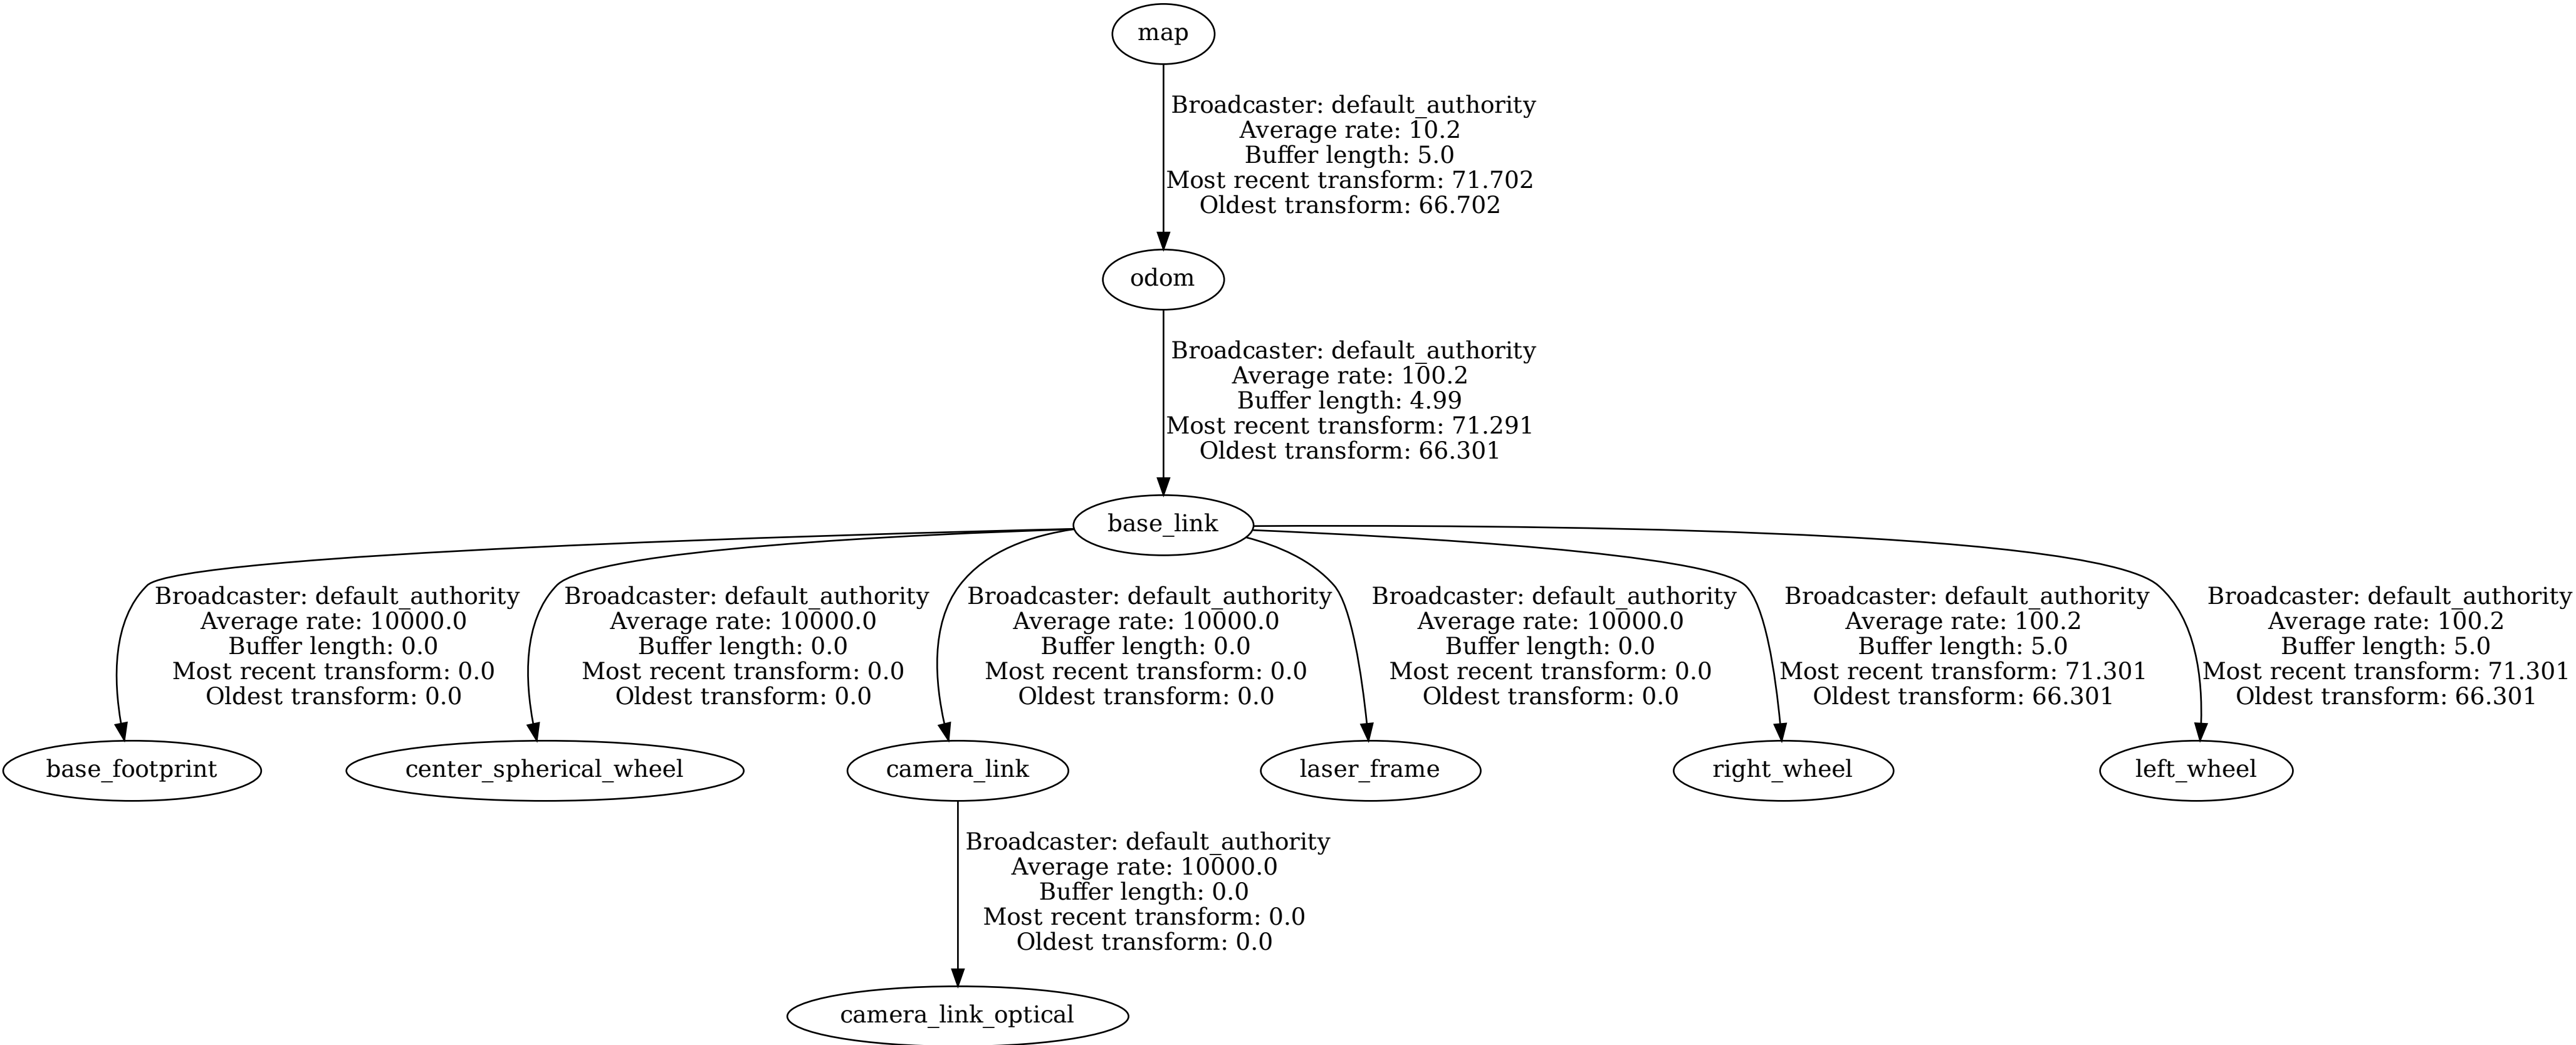 map
Broadcaster: default_authority
Average rate: 10.2
Buffer length: 5.0
Most recent transform: 71.702
Oldest transform: 66.702
odom
Broadcaster: default_authority
Average rate: 100.2
Buffer length: 4.99
Most recent transform: 71.291
Oldest transform: 66.301
base_link
Broadcaster: default_authority
Average rate: 10000.0
Buffer length: 0.0
Most recent transform: 0.0
Oldest transform: 0.0
Broadcaster: default_authority
Average rate: 10000.0
Buffer length: 0.0
Most recent transform: 0.0
Oldest transform: 0.0
Broadcaster: default_authority
Average rate: 10000.0
Buffer length: 0.0
Most recent transform: 0.0
Oldest transform: 0.0
Broadcaster: default_authority
Average rate: 10000.0
Buffer length: 0.0
Most recent transform: 0.0
Oldest transform: 0.0
Broadcaster: default_authority
Average rate: 100.2
Buffer length: 5.0
Most recent transform: 71.301
Oldest transform: 66.301
Broadcaster: default_authority
Average rate: 100.2
Buffer length: 5.0
Most recent transform: 71.301
Oldest transform: 66.301
base_footprint
center_spherical_wheel
camera_link
laser_frame
right_wheel
left_wheel
Broadcaster: default_authority
Average rate: 10000.0
Buffer length: 0.0
Most recent transform: 0.0
Oldest transform: 0.0
camera_link_optical